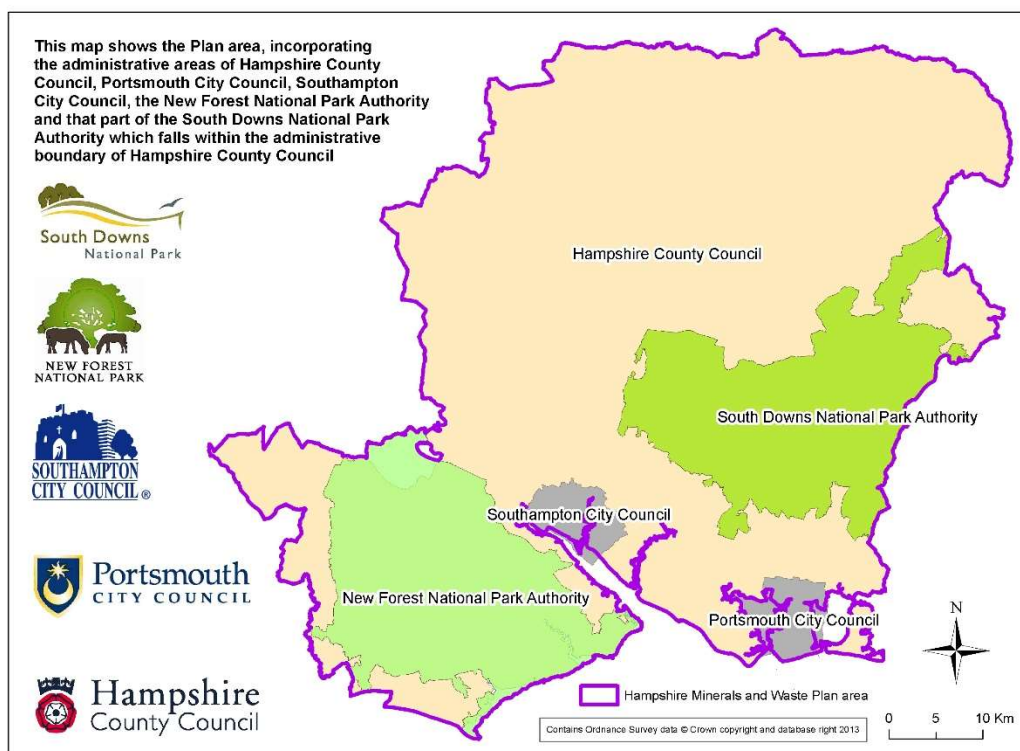 This map shows the Plan area, incorporating
the administrative areas of Hampshire County
Council, Portsmouth City Council, Southampton
City Council, the New Forest National Park Authority
and that part of the South Downs National Park
Authority which falls within the administrative
boundary of Hampshire County Council
South Downs
National Park
NEW FOREST
NATIONAL PARK
SOUTHAMPTON
CITY COUNCIL ®
PORTSMOUTH
CITY COUNCIL
Hampshire
County Council
Hampshire County Council
South Downs National Park Authority
Southampton City Council
New Forest National Park Authority
Portsmouth City Council
N
Hampshire Minerals and Waste Plan area
Contains Ordnance Survey data © Crown copyright and database right 2013
0 5 10 Km